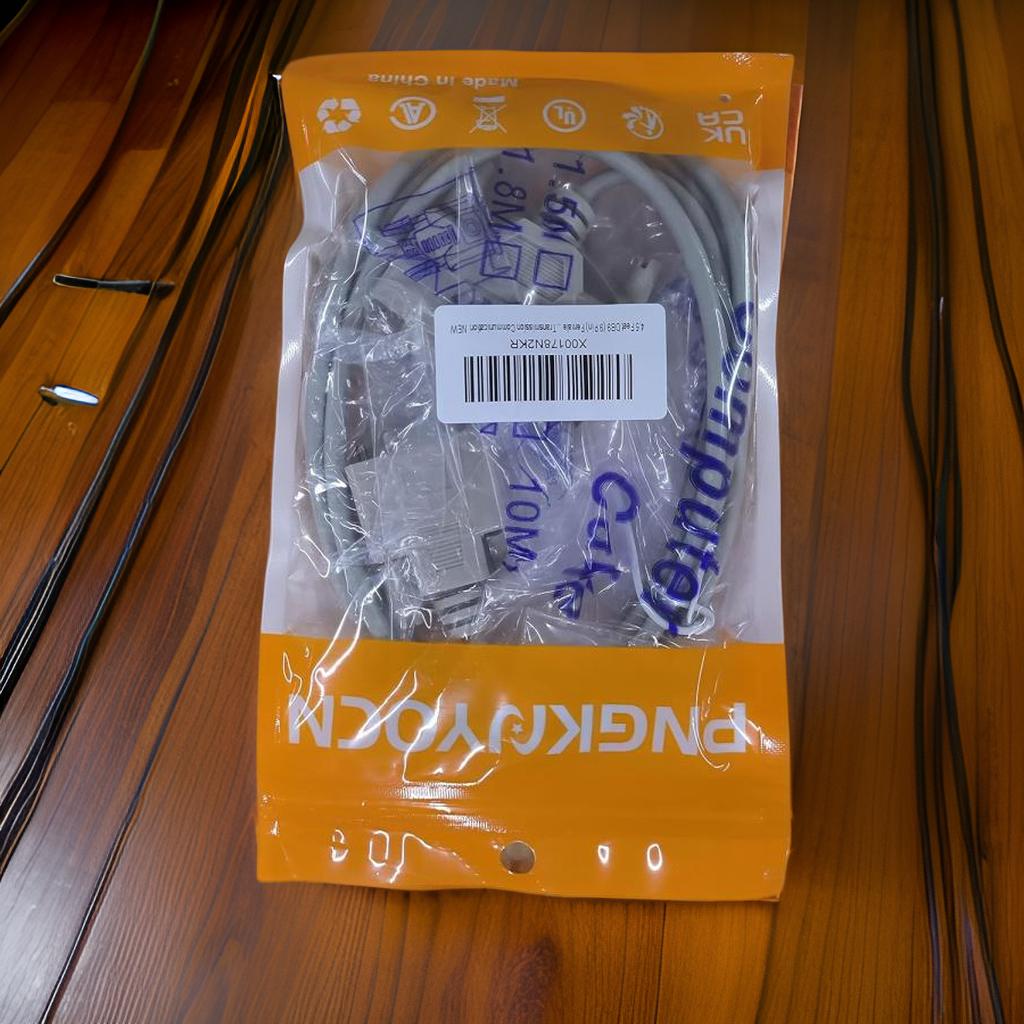 PNGKNYOCN
Computer
Cable
10M
X00178N2KR
4.5 Feet DB9 (9 Pin) Female...Transmission Communication NEW
1.5M
1.8M
UK
CA
UL
Made in China